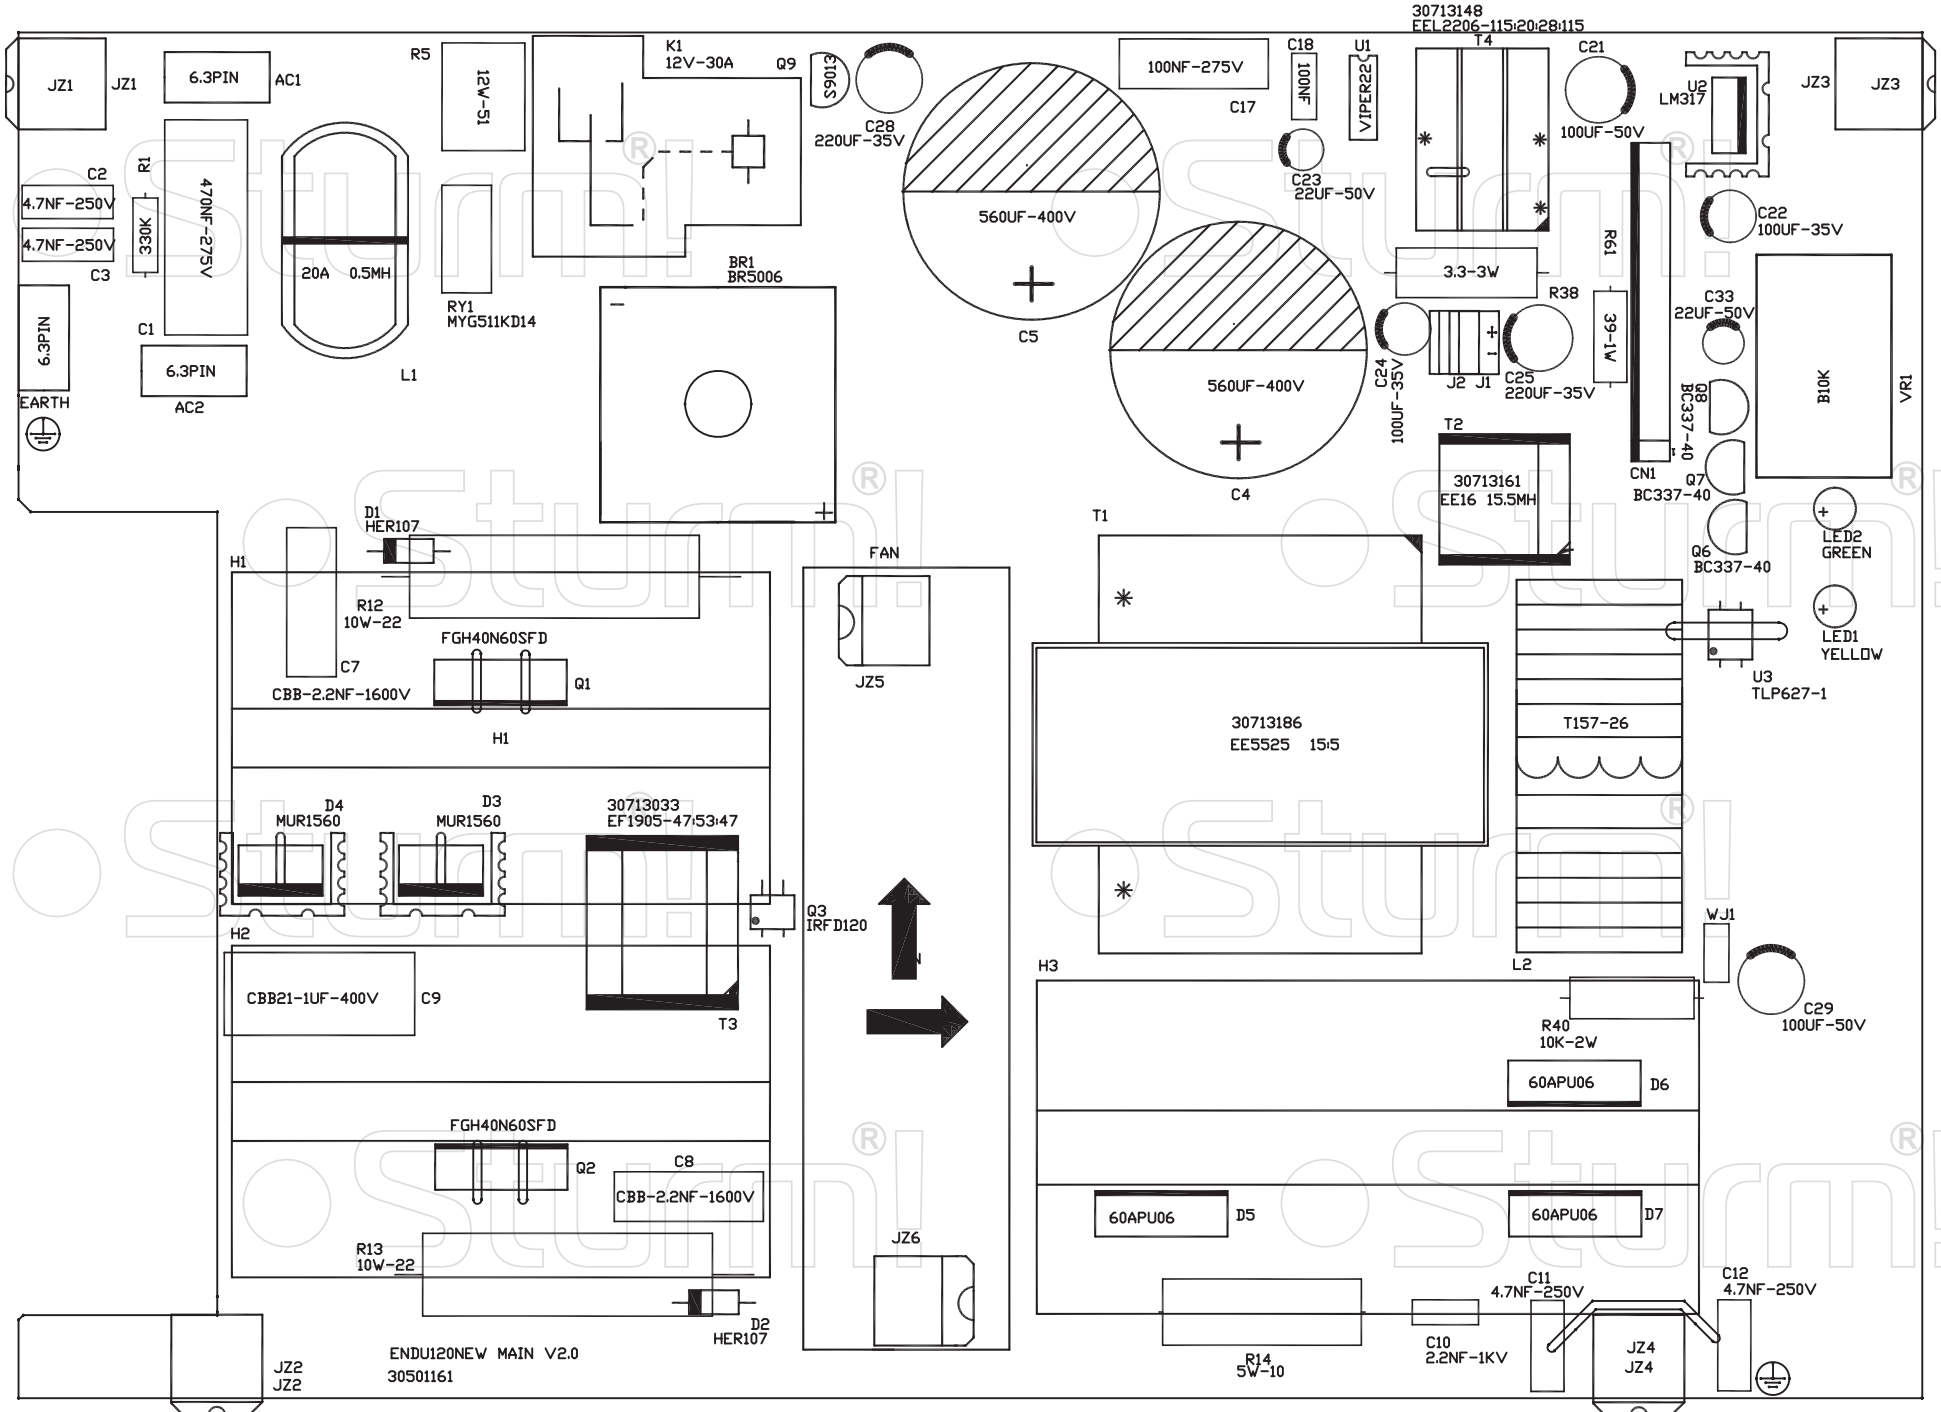 30713148
EEL2206-115:20:28:115
JZ1
JZ1
6.3PIN
AC1
R5
12W-51
K1
12V-30A
Q9
S9013
C28
220UF-35V
100NF-275V
C17
C18
100NF
U1
VIPER22
T4
C21
100UF-50V
U2
LM317
JZ3
JZ3
C2
4.7NF-250V
4.7NF-250V
C3
R1
330K
470NF-275V
C1
20A 0.5MH
L1
RY1
MYG511KD14
BR1
BR5006
560UF-400V
C5
C23
22UF-50V
560UF-400V
C4
3.3-3W
R38
R61
39-1W
C22
100UF-35V
C33
22UF-50V
C24
100UF-35V
J2 J1
C25
220UF-35V
B10K
VR1
6.3PIN
EARTH
6.3PIN
AC2
Q8
BC337-40
CN1
Q7
BC337-40
Q6
BC337-40
T2
30713161
EE16 15.5MH
LED2
GREEN
LED1
YELLOW
D1
HER107
H1
R12
10W-22
C7
CBB-2.2NF-1600V
FGH40N60SFD
Q1
H1
FAN
JZ5
T1
30713186
EE5525 15:5
T157-26
L2
U3
TLP627-1
D4
MUR1560
D3
MUR1560
30713033
EF1905-47:53:47
T3
Q3
IRFD120
H2
CBB21-1UF-400V
C9
H3
WJ1
C29
100UF-50V
R40
10K-2W
60APU06
D6
FGH40N60SFD
Q2
C8
CBB-2.2NF-1600V
R13
10W-22
D2
HER107
JZ6
60APU06
D5
60APU06
D7
R14
5W-10
C10
2.2NF-1KV
C11
4.7NF-250V
C12
4.7NF-250V
JZ4
JZ4
JZ2
JZ2
ENDU120NEW MAIN V2.0
30501161
Sturm!®
Sturm!®
Sturm!®
Sturm!®
Sturm!®
Sturm!®
Sturm!®
Sturm!®